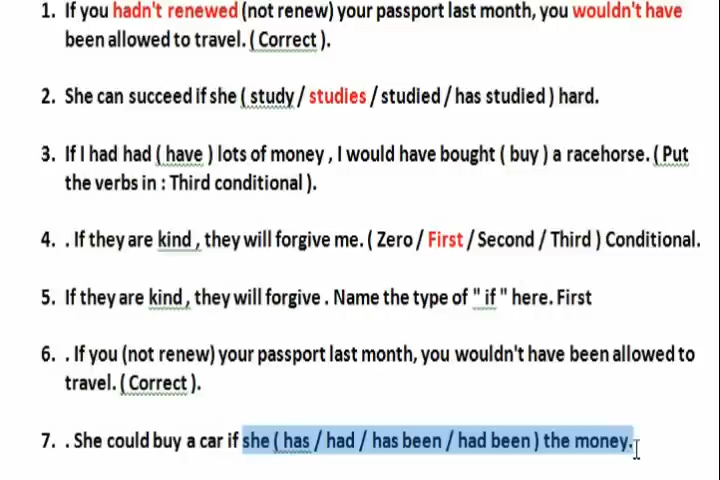 1. If you hadn't renewed (not renew) your passport last month, you wouldn't have
been allowed to travel. ( Correct ).
2. She can succeed if she ( study / studies / studied / has studied ) hard.
3. If I had had ( have ) lots of money , I would have bought ( buy ) a racehorse. ( Put
the verbs in : Third conditional ).
4. . If they are kind , they will forgive me. ( Zero / First / Second / Third ) Conditional.
5. If they are kind , they will forgive . Name the type of " if " here. First
6. . If you (not renew) your passport last month, you wouldn't have been allowed to
travel. ( Correct ).
7. . She could buy a car if she ( has / had / has been / had been ) the money.